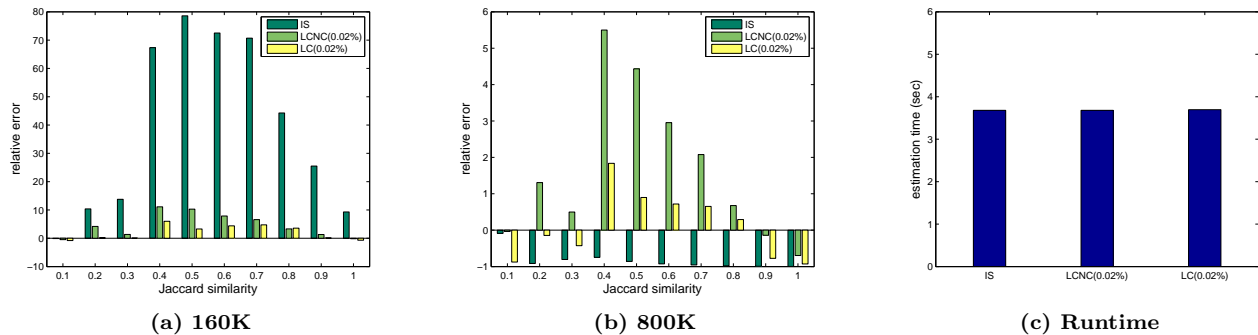 80
70
60
50
40
30
20
10
0
−10
relative error
IS
LCNC(0.02%)
LC(0.02%)
0.1 0.2 0.3 0.4 0.5 0.6 0.7 0.8 0.9 1
Jaccard similarity
(a) 160K
6
5
4
3
2
1
0
−1
relative error
IS
LCNC(0.02%)
LC(0.02%)
0.1 0.2 0.3 0.4 0.5 0.6 0.7 0.8 0.9 1
Jaccard similarity
(b) 800K
6
5
4
3
2
1
0
estimation time (sec)
IS LCNC(0.02%) LC(0.02%)
(c) Runtime